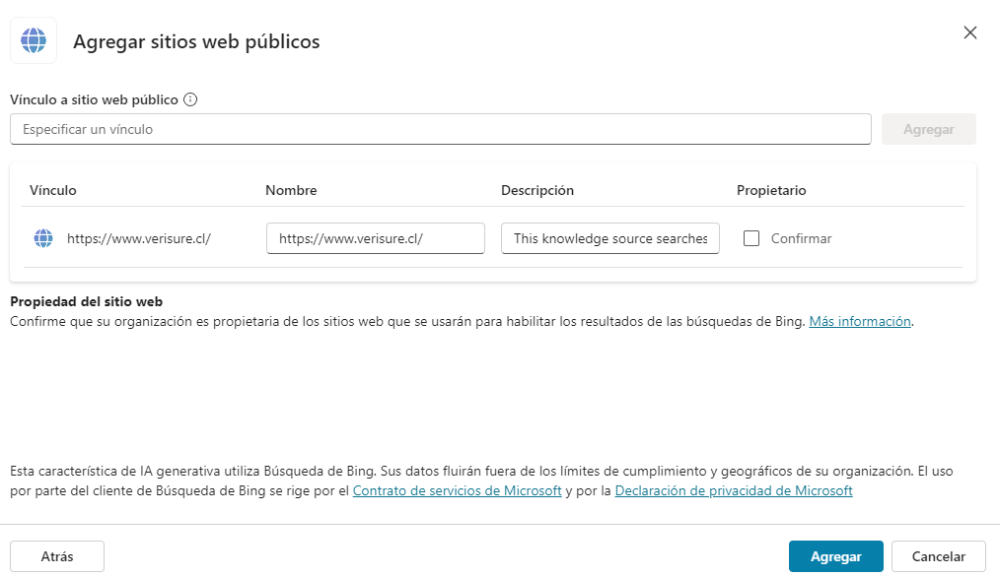 Agregar sitios web públicos
Vínculo a sitio web público
Especificar un vínculo
Agregar
Vínculo Nombre Descripción Propietario
https://www.verisure.cl/ https://www.verisure.cl/ This knowledge source searches Confirmar
Propiedad del sitio web
Confirme que su organización es propietaria de los sitios web que se usarán para habilitar los resultados de las búsquedas de Bing. Más información.
Esta característica de IA generativa utiliza Búsqueda de Bing. Sus datos fluirán fuera de los límites de cumplimiento y geográficos de su organización. El uso
por parte del cliente de Búsqueda de Bing se rige por el Contrato de servicios de Microsoft y por la Declaración de privacidad de Microsoft
Atrás Agregar Cancelar